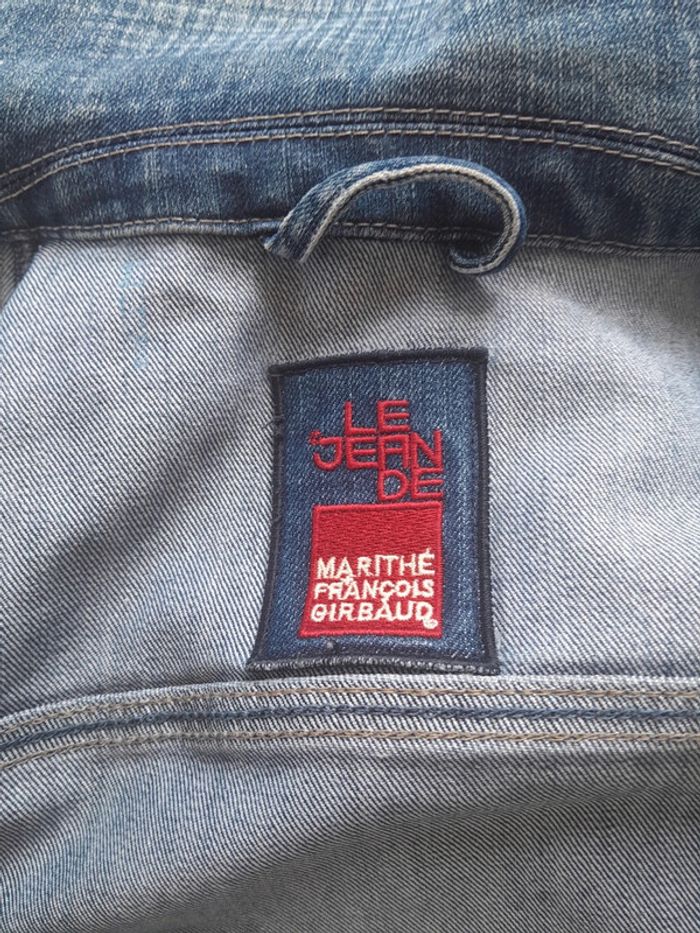 LE
JEAN
DE
MARITHÉ
+
FRANÇOIS
GIRBAUD